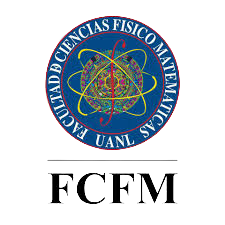 FACULTAD DE CIENCIAS FISICO MATEMATICAS
UANL
FCFM